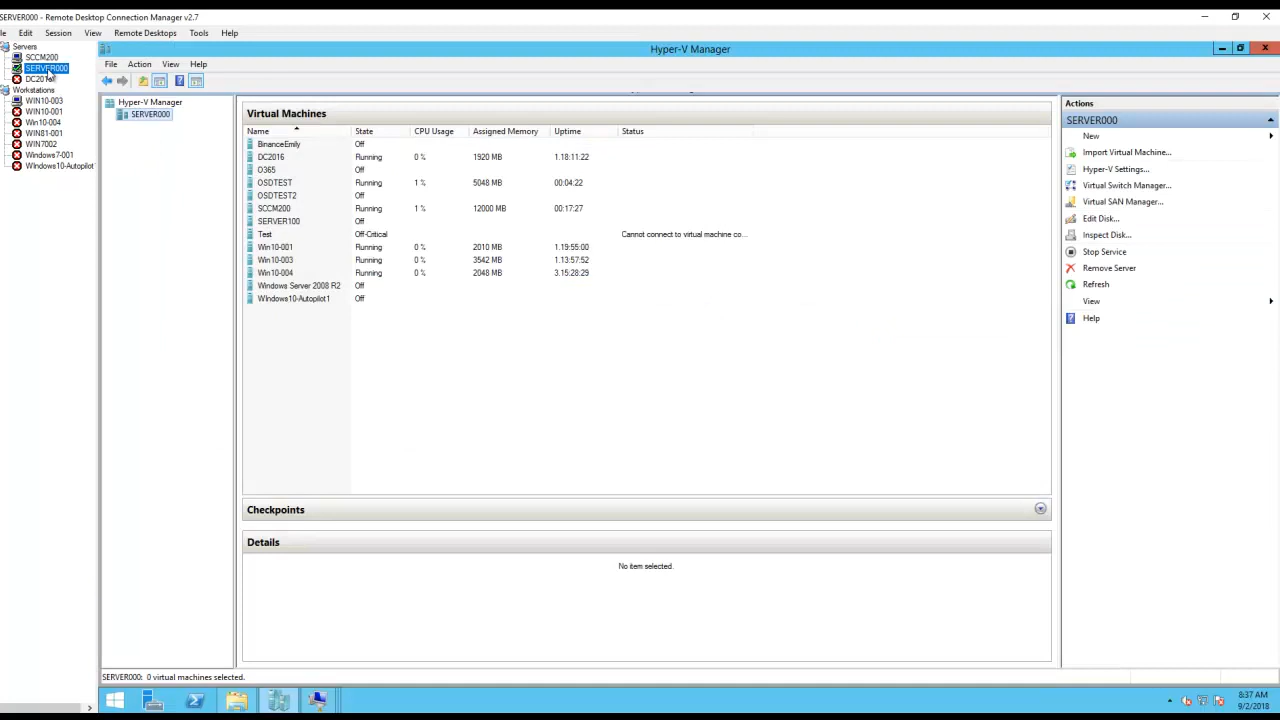 SERVER000 - Remote Desktop Connection Manager v2.7
le Edit Session View Remote Desktops Tools Help
Servers
SCCM200
SERVER000
Workstations
WIN10-003
WIN10-001
Win10-004
WIN81-001
WIN7002
Windows7-001
WIndows10-Autopilot
Hyper-V Manager
File Action View Help
Hyper-V Manager
SERVER000
Virtual Machines
Name State CPU Usage Assigned Memory Uptime Status
BinanceEmily Off
DC2016 Running 0 % 1920 MB 1.18:11:22
O365 Off
OSDTEST Running 1 % 5048 MB 00:04:22
OSDTEST2 Off
SCCM200 Running 1 % 12000 MB 00:17:27
SERVER100 Off
Test Off-Critical Cannot connect to virtual machine co...
Win10-001 Running 0 % 2010 MB 1.19:55:00
Win10-003 Running 0 % 3542 MB 1.13:57:52
Win10-004 Running 0 % 2048 MB 3.15:28:29
Windows Server 2008 R2 Off
WIndows10-Autopilot1 Off
Checkpoints
Details
No item selected.
Actions
SERVER000
New
Import Virtual Machine...
Hyper-V Settings...
Virtual Switch Manager...
Virtual SAN Manager...
Edit Disk...
Inspect Disk...
Stop Service
Remove Server
Refresh
View
Help
SERVER000: 0 virtual machines selected.
8:37 AM
9/2/2018